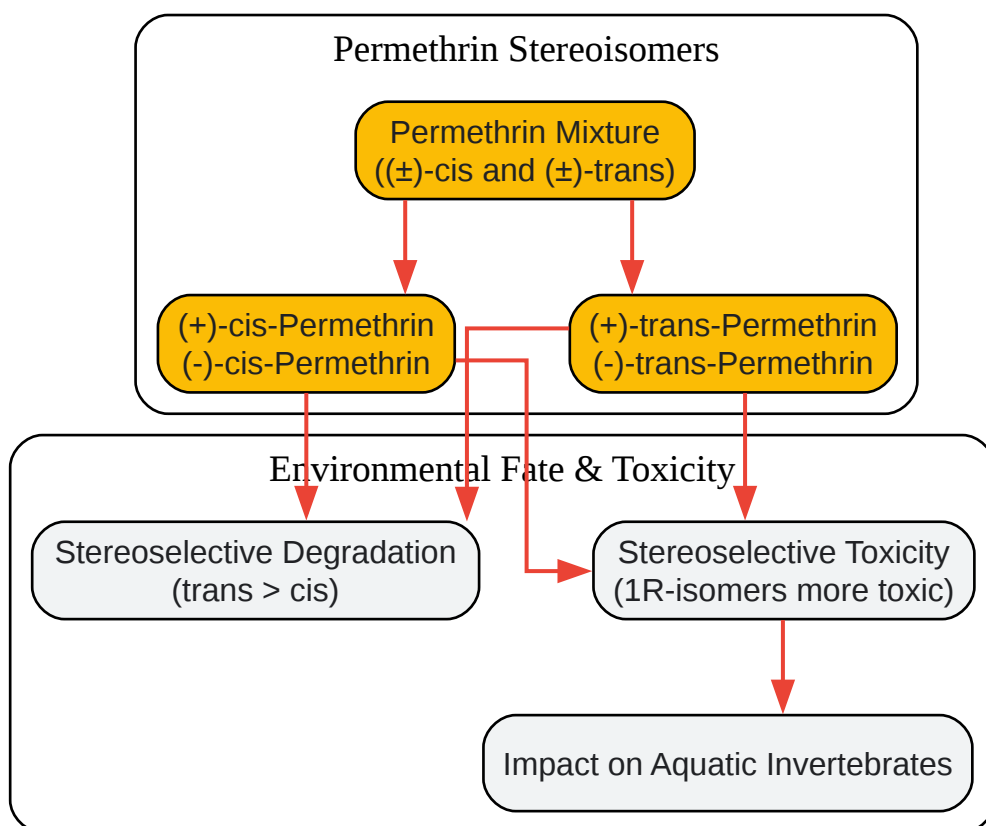 Permethrin Stereoisomers
Permethrin Mixture
((±)-cis and (±)-trans)
(+)-cis-Permethrin
(-)-cis-Permethrin
(+)-trans-Permethrin
(-)-trans-Permethrin
Environmental Fate & Toxicity
Stereoselective Degradation
(trans > cis)
Stereoselective Toxicity
(1R-isomers more toxic)
Impact on Aquatic Invertebrates